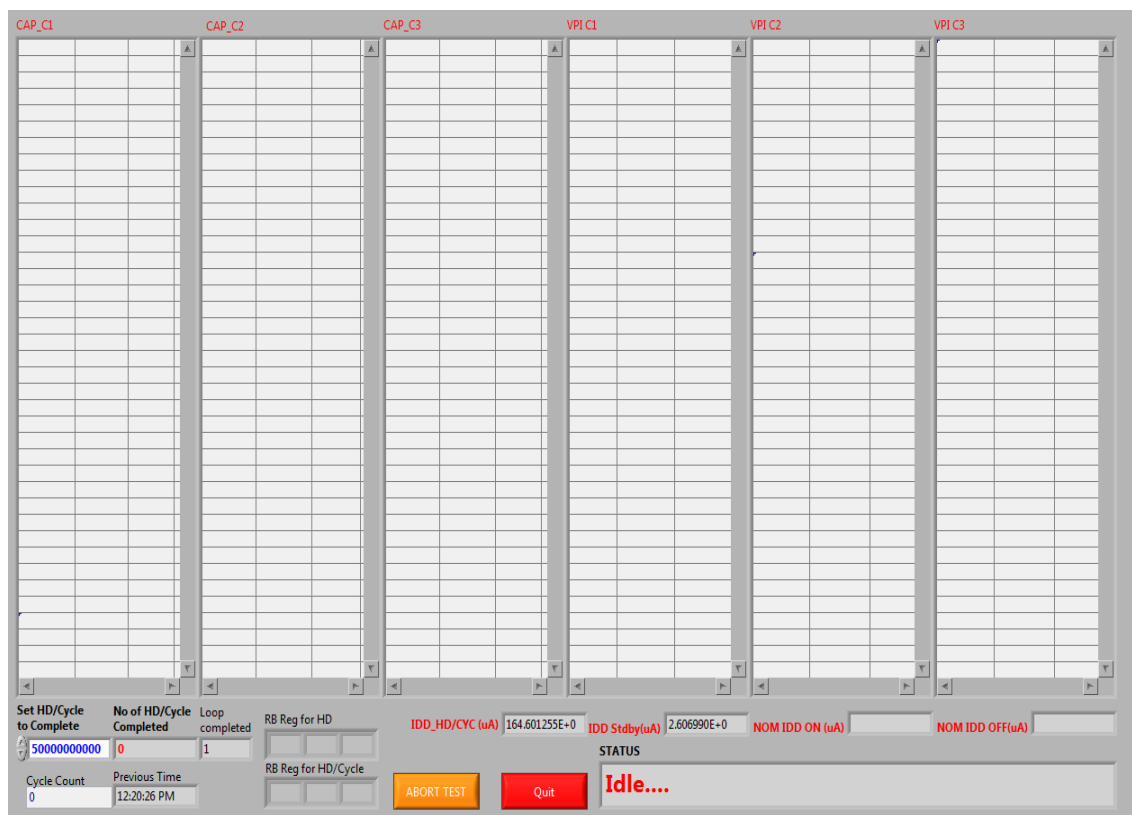 CAP_C1 CAP_C2 CAP_C3 VPI C1 VPI C2 VPI C3
Set HD/Cycle
to Complete
50000000000
No of HD/Cycle
Completed
0
Loop
completed
1
RB Reg for HD
IDD_HD/CYC (uA) 164.601255E+0
IDD Stdby(uA) 2.606990E+0
NOM IDD ON (uA)
NOM IDD OFF(uA)
Cycle Count
0
Previous Time
12:20:26 PM
RB Reg for HD/Cycle
ABORT TEST
Quit
STATUS
Idle....